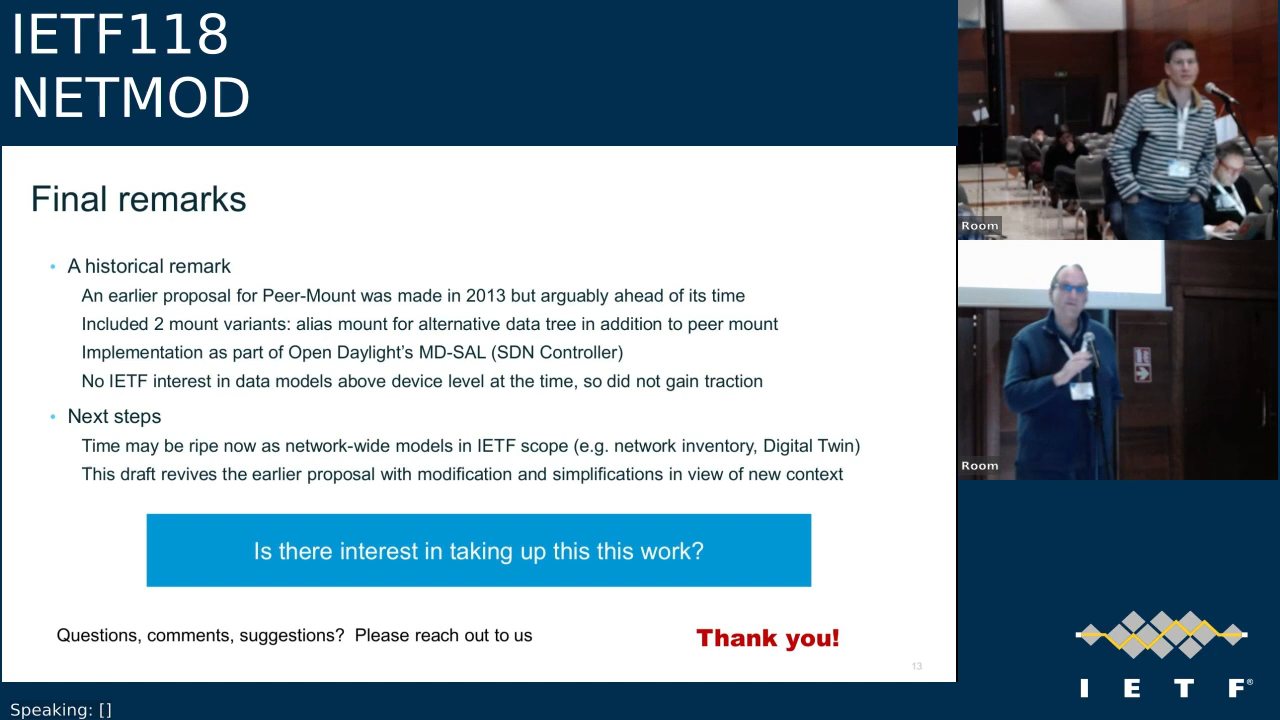 IETF118
NETMOD
Final remarks
• A historical remark
An earlier proposal for Peer-Mount was made in 2013 but arguably ahead of its time
Included 2 mount variants: alias mount for alternative data tree in addition to peer mount
Implementation as part of Open Daylight’s MD-SAL (SDN Controller)
No IETF interest in data models above device level at the time, so did not gain traction
• Next steps
Time may be ripe now as network-wide models in IETF scope (e.g. network inventory, Digital Twin)
This draft revives the earlier proposal with modification and simplifications in view of new context
Is there interest in taking up this this work?
Questions, comments, suggestions? Please reach out to us
Thank you!
13
Room
Room
I E T F®
Speaking: []